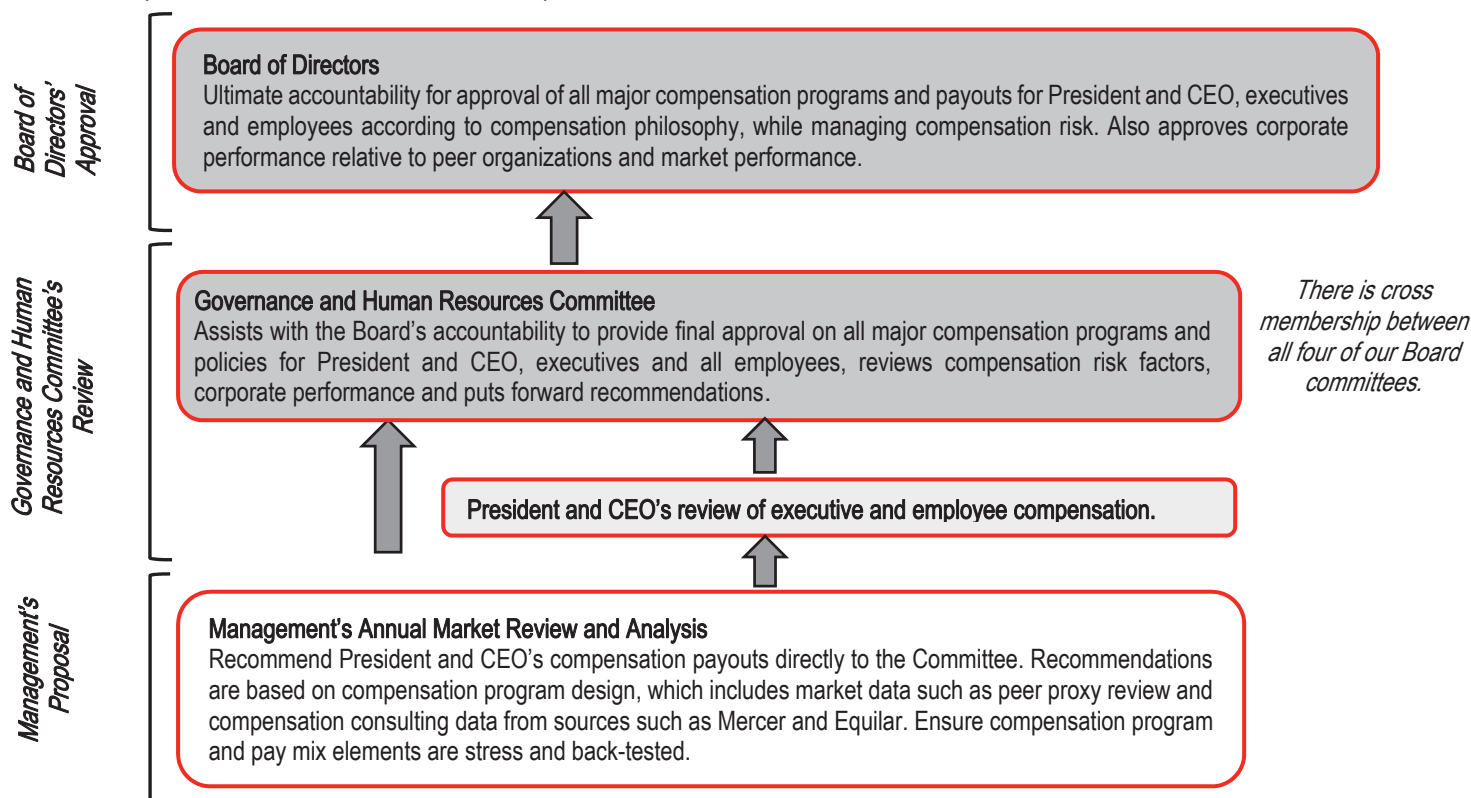 Board of
Directors'
Approval
Board of Directors
Ultimate accountability for approval of all major compensation programs and payouts for President and CEO, executives
and employees according to compensation philosophy, while managing compensation risk. Also approves corporate
performance relative to peer organizations and market performance.
Governance and Human
Resources Committee's
Review
Governance and Human Resources Committee
Assists with the Board's accountability to provide final approval on all major compensation programs and
policies for President and CEO, executives and all employees, reviews compensation risk factors,
corporate performance and puts forward recommendations.
There is cross
membership between
all four of our Board
committees.
President and CEO's review of executive and employee compensation.
Management's
Proposal
Management's Annual Market Review and Analysis
Recommend President and CEO's compensation payouts directly to the Committee. Recommendations
are based on compensation program design, which includes market data such as peer proxy review and
compensation consulting data from sources such as Mercer and Equilar. Ensure compensation program
and pay mix elements are stress and back-tested.